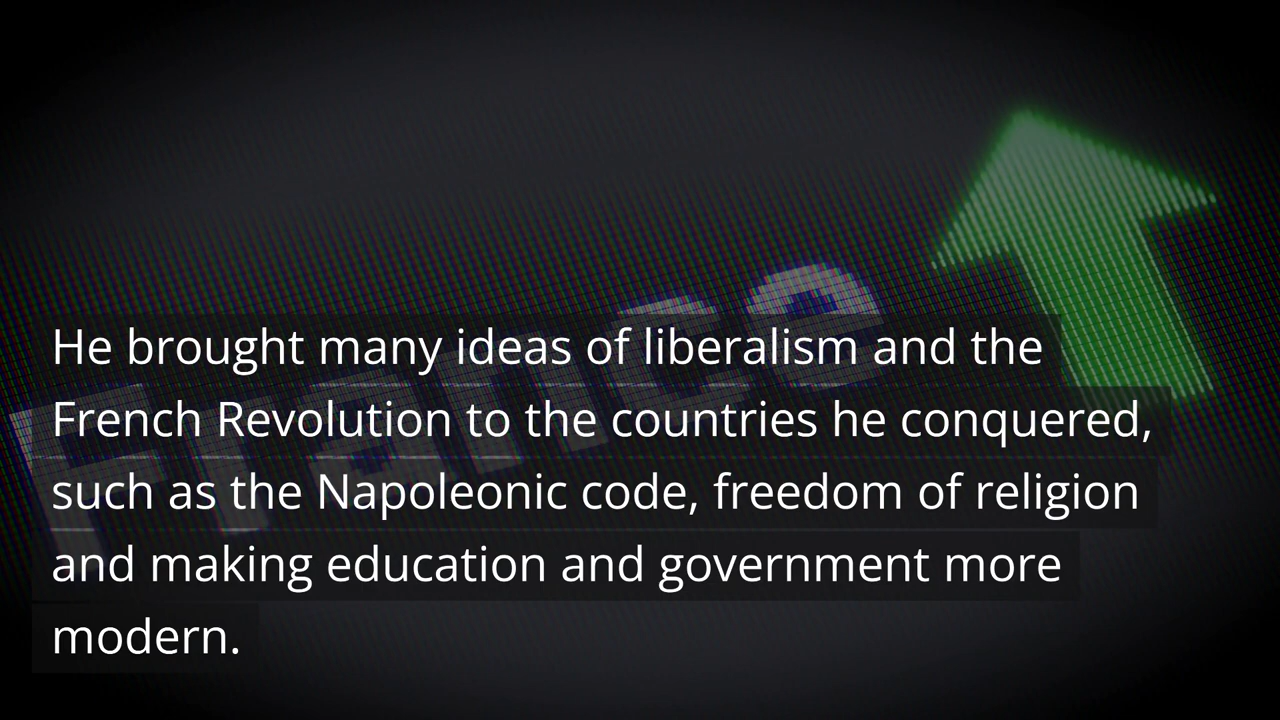 France
He brought many ideas of liberalism and the
French Revolution to the countries he conquered,
such as the Napoleonic code, freedom of religion
and making education and government more
modern.